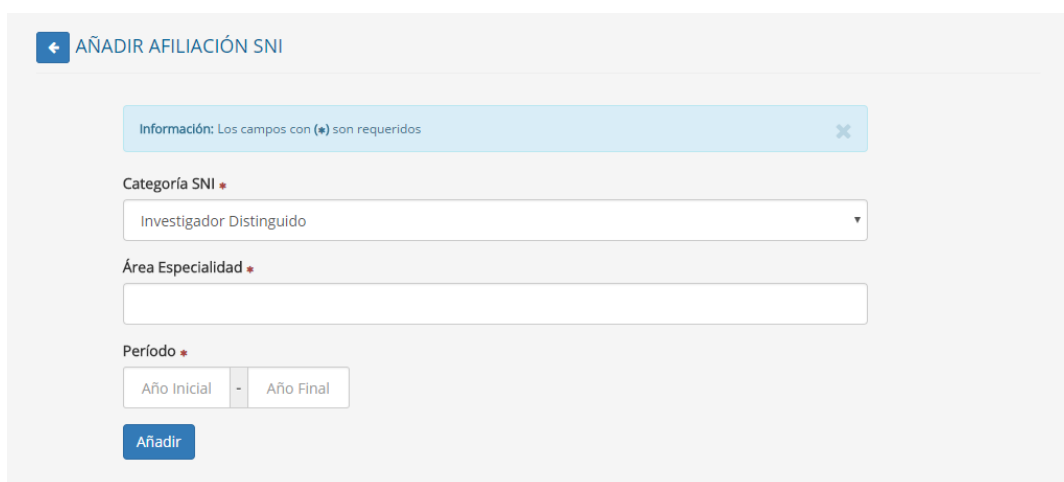 AÑADIR AFILIACIÓN SNI
Información: Los campos con (*) son requeridos
Categoría SNI *
Investigador Distinguido
Área Especialidad *
Período *
Año Inicial - Año Final
Añadir